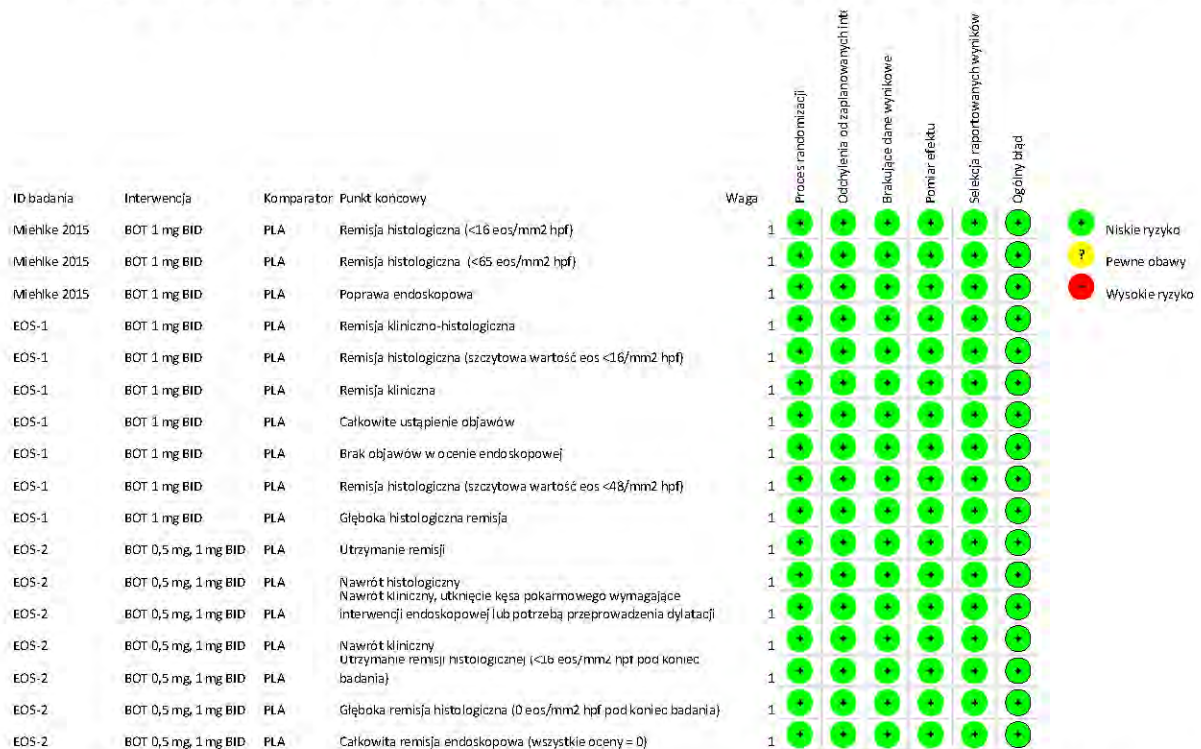 Proces randomizacji
Odchylenia od zaplanowanych int
Brakujące dane wynikowe
Pomiar efektu
Selekcja raportowanych wyników
Ogólny błąd
ID badania Interwencja Komparator Punkt końcowy Waga
Miehlke 2015 BOT 1 mg BID PLA Remisja histologiczna (<16 eos/mm2 hpf) 1 + + + + + +
Miehlke 2015 BOT 1 mg BID PLA Remisja histologiczna (<65 eos/mm2 hpf) 1 + + + + + +
Miehlke 2015 BOT 1 mg BID PLA Poprawa endoskopowa 1 + + + + + +
EOS-1 BOT 1 mg BID PLA Remisja kliniczno-histologiczna 1 + + + + + +
EOS-1 BOT 1 mg BID PLA Remisja histologiczna (szczytowa wartość eos <16/mm2 hpf) 1 + + + + + +
EOS-1 BOT 1 mg BID PLA Remisja kliniczna 1 + + + + + +
EOS-1 BOT 1 mg BID PLA Całkowite ustąpienie objawów 1 + + + + + +
EOS-1 BOT 1 mg BID PLA Brak objawów w ocenie endoskopowej 1 + + + + + +
EOS-1 BOT 1 mg BID PLA Remisja histologiczna (szczytowa wartość eos <48/mm2 hpf) 1 + + + + + +
EOS-1 BOT 1 mg BID PLA Głęboka histologiczna remisja 1 + + + + + +
EOS-2 BOT 0,5 mg, 1 mg BID PLA Utrzymanie remisji 1 + + + + + +
EOS-2 BOT 0,5 mg, 1 mg BID PLA Nawrót histologiczny 1 + + + + + +
Nawrót kliniczny, utknięcie kęsa pokarmowego wymagające
EOS-2 BOT 0,5 mg, 1 mg BID PLA interwencji endoskopowej lub potrzebą przeprowadzenia dylatacji 1 + + + + + +
EOS-2 BOT 0,5 mg, 1 mg BID PLA Nawrót kliniczny 1 + + + + + +
Utrzymanie remisji histologicznej (<16 eos/mm2 hpf pod koniec
EOS-2 BOT 0,5 mg, 1 mg BID PLA badania) 1 + + + + + +
EOS-2 BOT 0,5 mg, 1 mg BID PLA Głęboka remisja histologiczna (0 eos/mm2 hpf pod koniec badania) 1 + + + + + +
EOS-2 BOT 0,5 mg, 1 mg BID PLA Całkowita remisja endoskopowa (wszystkie oceny = 0) 1 + + + + + +
+ Niskie ryzyko
? Pewne obawy
- Wysokie ryzyko